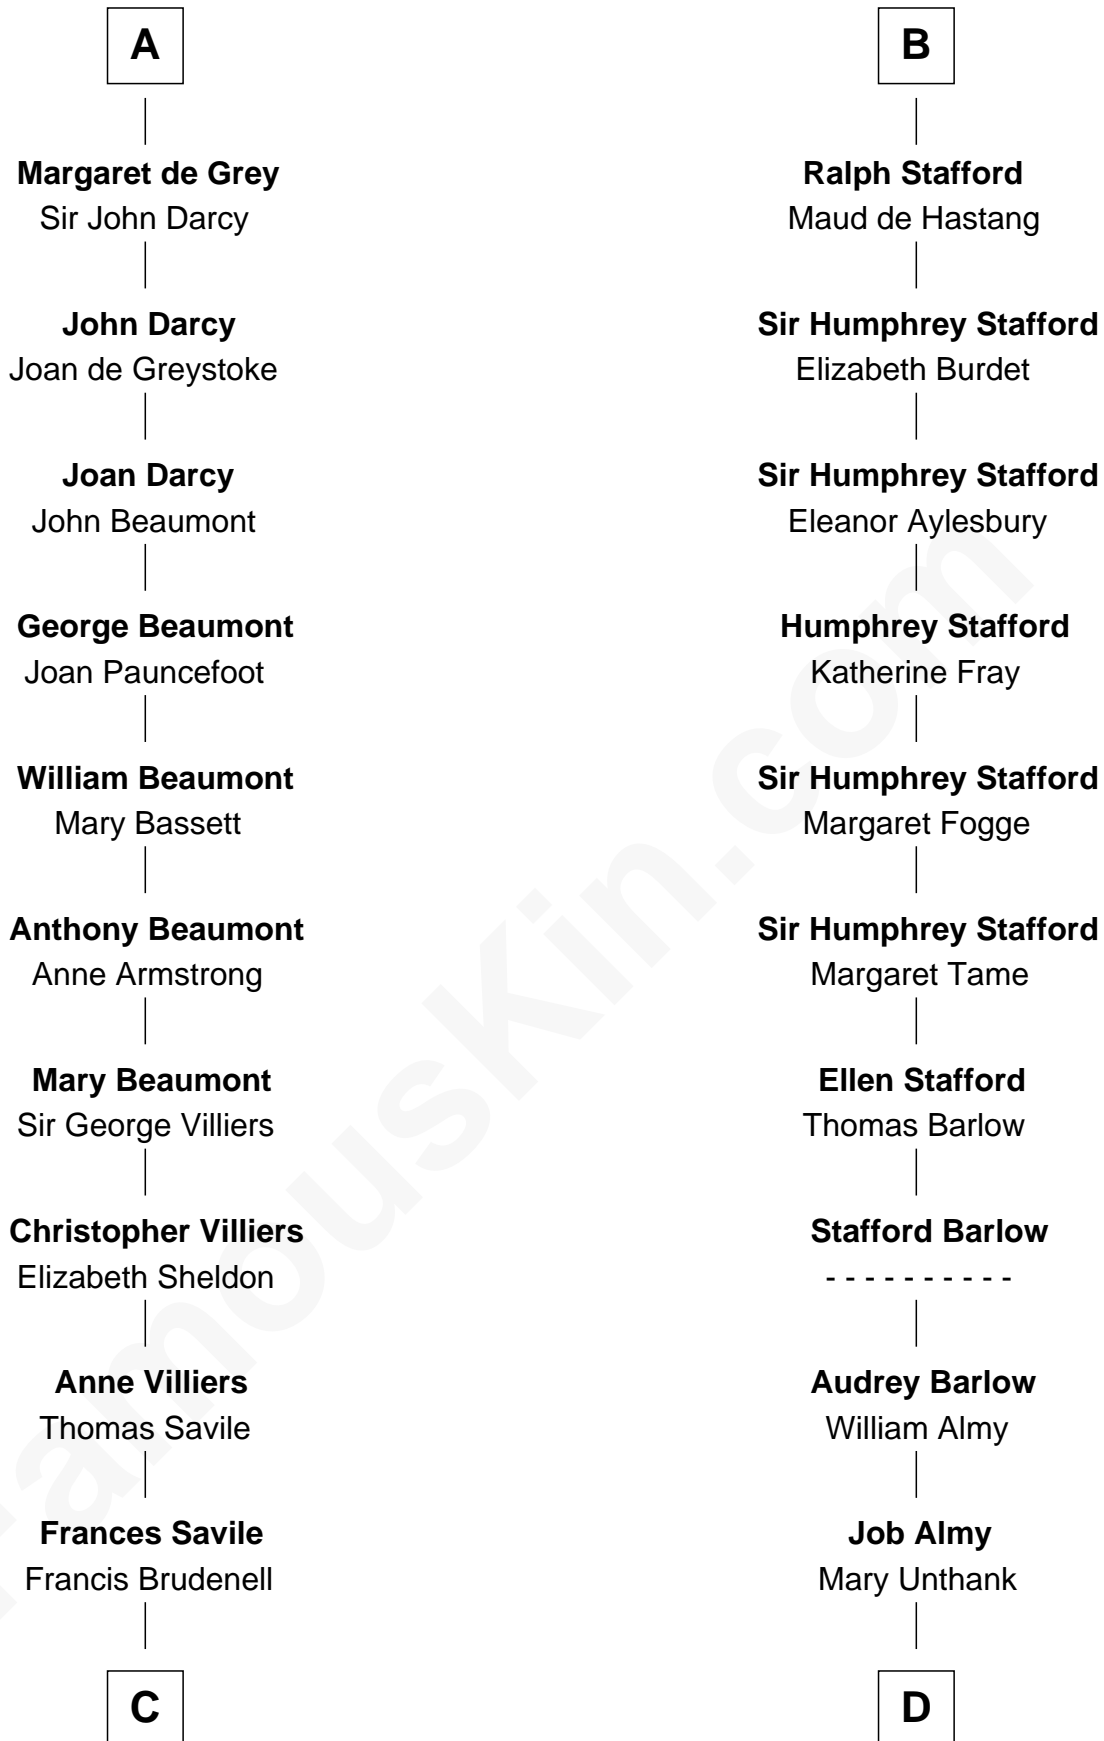 A
Margaret de Grey
Sir John Darcy
John Darcy
Joan de Greystoke
Joan Darcy
John Beaumont
George Beaumont
Joan Pauncefoot
William Beaumont
Mary Bassett
Anthony Beaumont
Anne Armstrong
Mary Beaumont
Sir George Villiers
Christopher Villiers
Elizabeth Sheldon
Anne Villiers
Thomas Savile
Frances Savile
Francis Brudenell
C
B
Ralph Stafford
Maud de Hastang
Sir Humphrey Stafford
Elizabeth Burdet
Sir Humphrey Stafford
Eleanor Aylesbury
Humphrey Stafford
Katherine Fray
Sir Humphrey Stafford
Margaret Fogge
Sir Humphrey Stafford
Margaret Tame
Ellen Stafford
Thomas Barlow
Stafford Barlow
- - - - - - - - - -
Audrey Barlow
William Almy
Job Almy
Mary Unthank
D
FamousKin.com